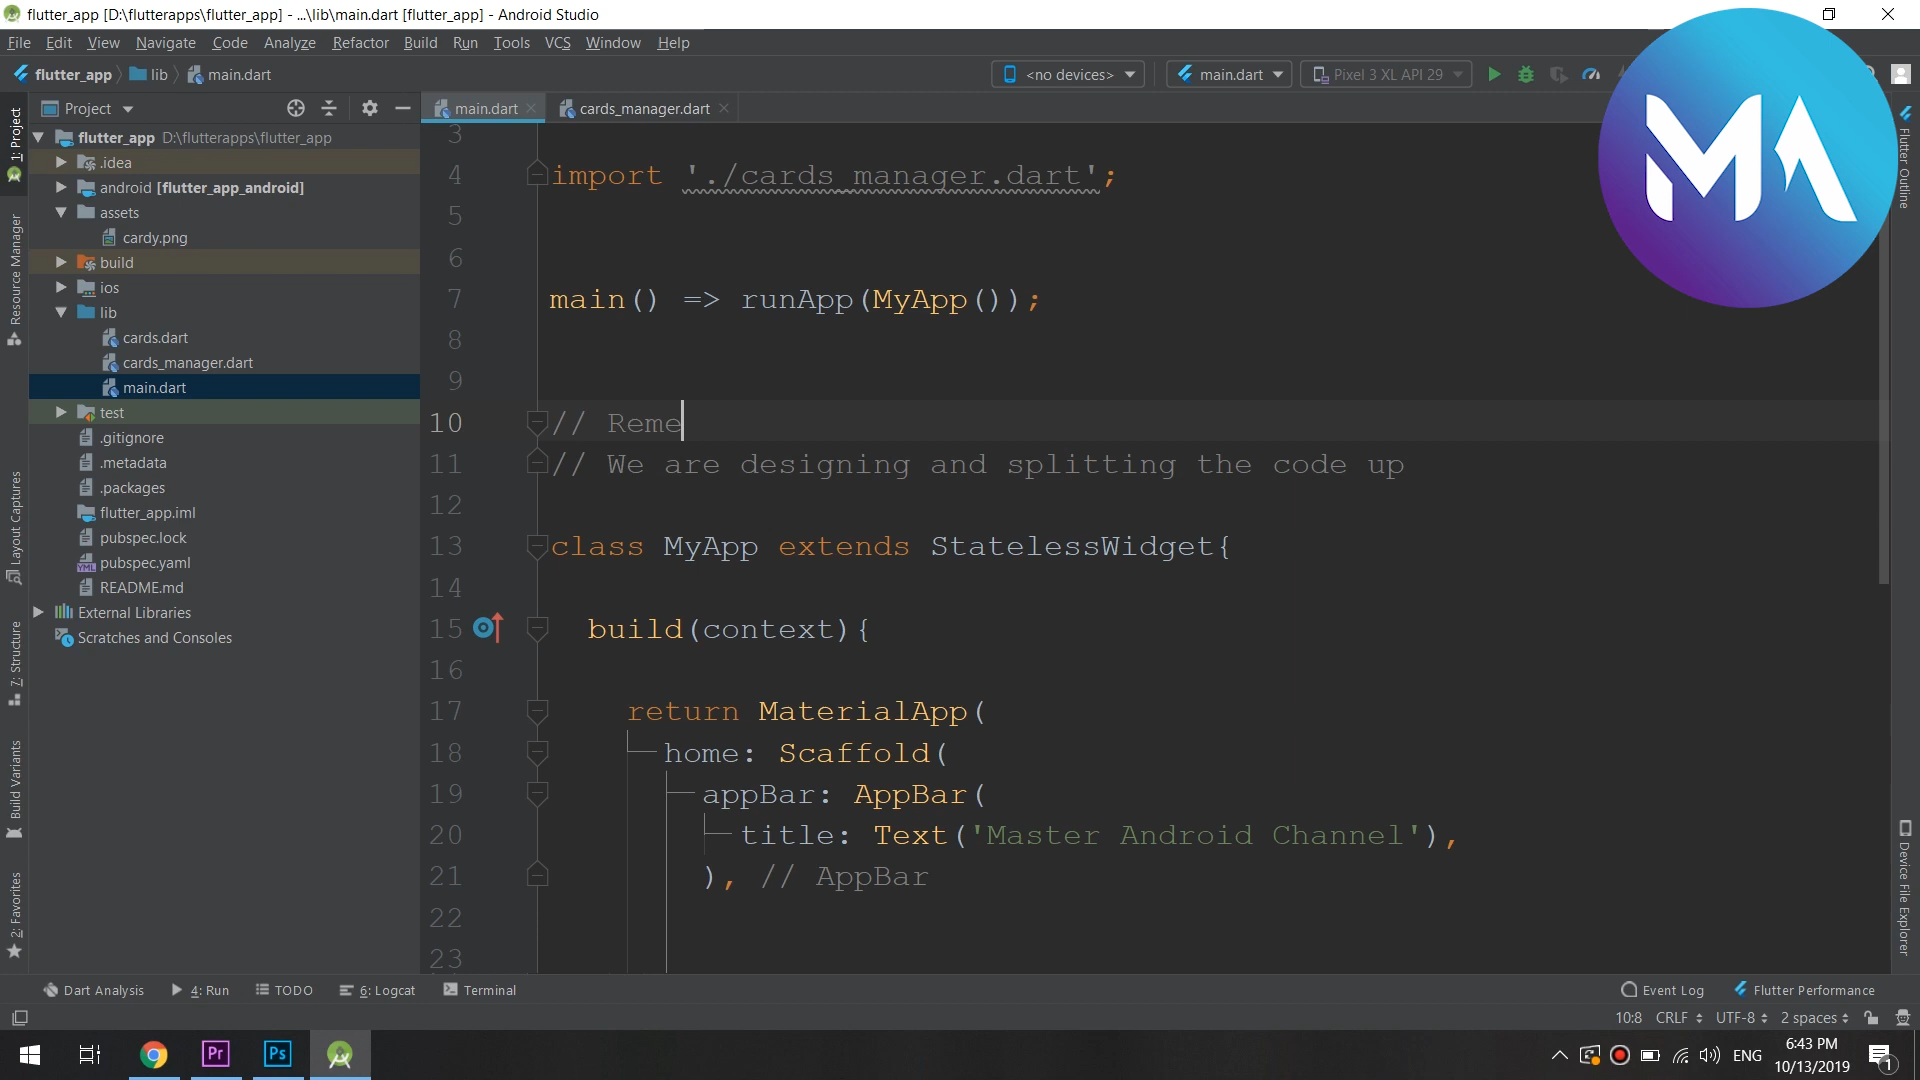 flutter_app [D:\flutterapps\flutter_app] - ...\lib\main.dart [flutter_app] - Android Studio
File Edit View Navigate Code Analyze Refactor Build Run Tools VCS Window Help
flutter_app lib main.dart <no devices> main.dart Pixel 3 XL API 29
MA
Project main.dart cards_manager.dart
flutter_app D:\flutterapps\flutter_app
.idea
android [flutter_app_android]
assets
cardy.png
build
ios
lib
cards.dart
cards_manager.dart
main.dart
test
.gitignore
.metadata
.packages
flutter_app.iml
pubspec.lock
pubspec.yaml
README.md
External Libraries
Scratches and Consoles
1: Project
Resource Manager
Layout Captures
7: Structure
Build Variants
2: Favorites
3
4 import './cards_manager.dart';
5
6
7 main() => runApp(MyApp());
8
9
10 // Reme
11 // We are designing and splitting the code up
12
13 class MyApp extends StatelessWidget{
14
15 build(context){
16
17 return MaterialApp(
18 home: Scaffold(
19 appBar: AppBar(
20 title: Text('Master Android Channel'),
21 ), // AppBar
22
23
Flutter Outline
Device File Explorer
Dart Analysis 4: Run TODO 6: Logcat Terminal Event Log Flutter Performance
10:8 CRLF UTF-8 2 spaces
Pr Ps ENG 6:43 PM
10/13/2019 1